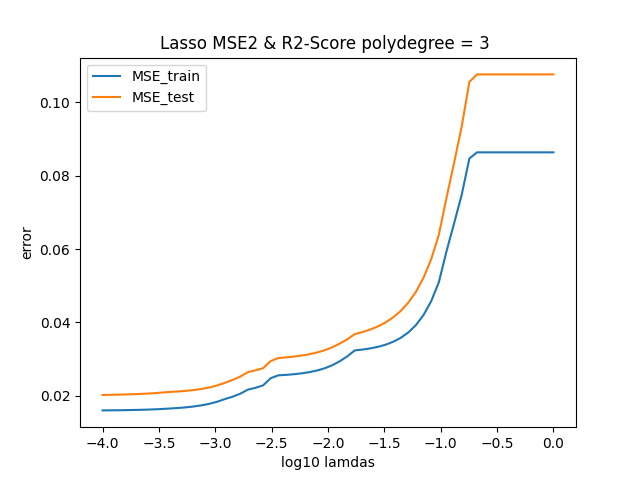 Lasso MSE2 & R2-Score polydegree = 3
MSE_train
MSE_test
error
0.10
0.08
0.06
0.04
0.02
−4.0 −3.5 −3.0 −2.5 −2.0 −1.5 −1.0 −0.5 0.0
log10 lamdas